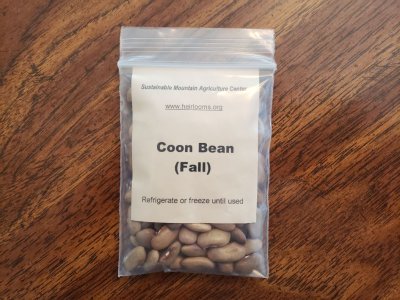 Sustainable Mountain Agriculture Center
www.heirlooms.org
Coon Bean
(Fall)
Refrigerate or freeze until used